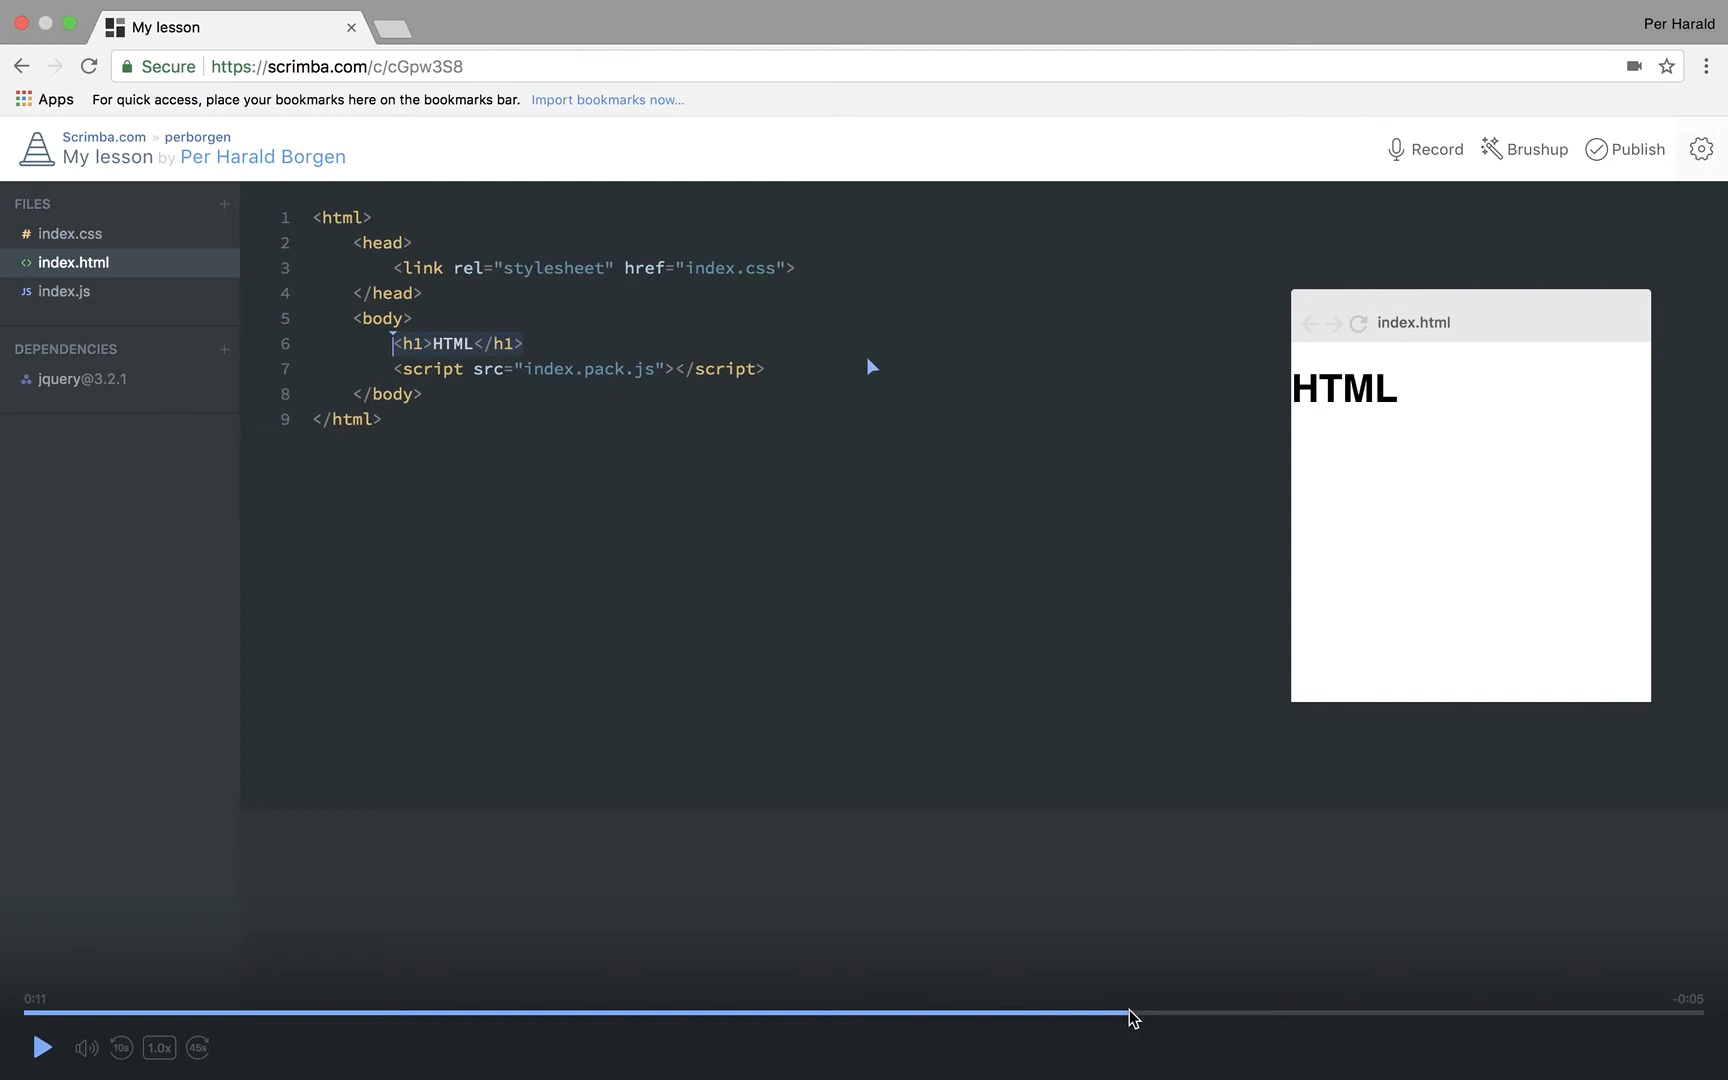 My lesson
Per Harald
Secure https://scrimba.com/c/cGpw3S8
Apps For quick access, place your bookmarks here on the bookmarks bar. Import bookmarks now...
Scrimba.com » perborgen
My lesson by Per Harald Borgen
Record Brushup Publish
FILES +
# index.css
<> index.html
JS index.js
DEPENDENCIES +
jquery@3.2.1
1 <html>
2 <head>
3 <link rel="stylesheet" href="index.css">
4 </head>
5 <body>
6 <h1>HTML</h1>
7 <script src="index.pack.js"></script>
8 </body>
9 </html>
index.html
HTML
0:11 -0:05
10s 1.0x 45s